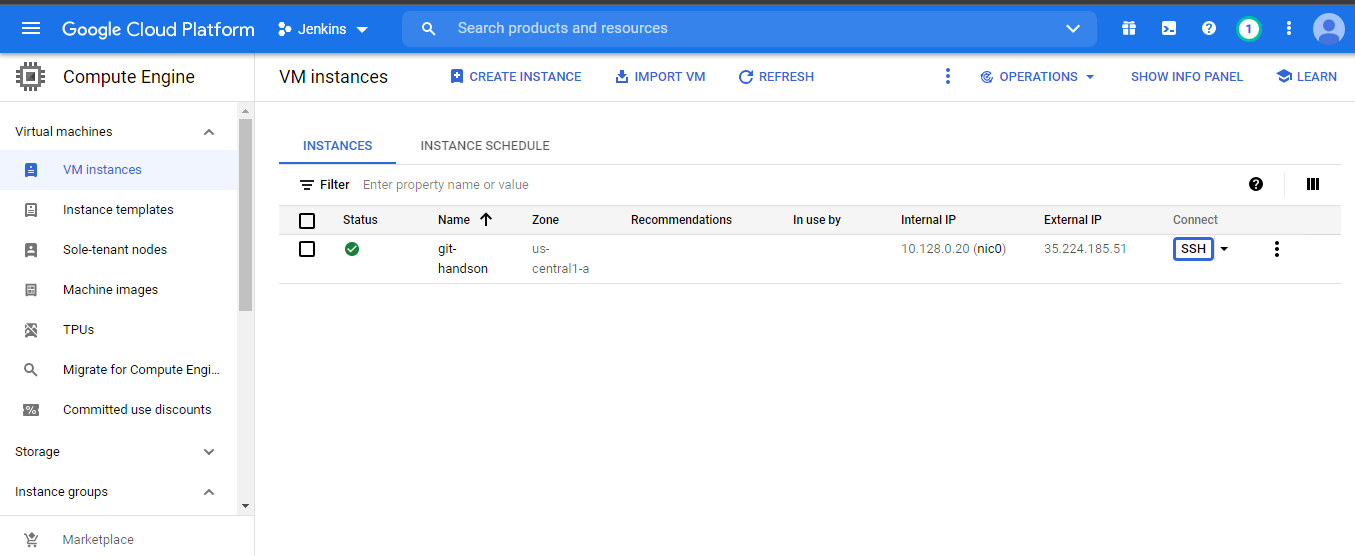 Google Cloud Platform
Jenkins
Search products and resources
1
Compute Engine
VM instances
CREATE INSTANCE
IMPORT VM
REFRESH
OPERATIONS
SHOW INFO PANEL
LEARN
Virtual machines
VM instances
Instance templates
Sole-tenant nodes
Machine images
TPUs
Migrate for Compute Engi...
Committed use discounts
Storage
Instance groups
Marketplace
INSTANCES
INSTANCE SCHEDULE
Filter
Enter property name or value
Status
Name
Zone
Recommendations
In use by
Internal IP
External IP
Connect
git-
handson
us-
central1-a
10.128.0.20 (nic0)
35.224.185.51
SSH